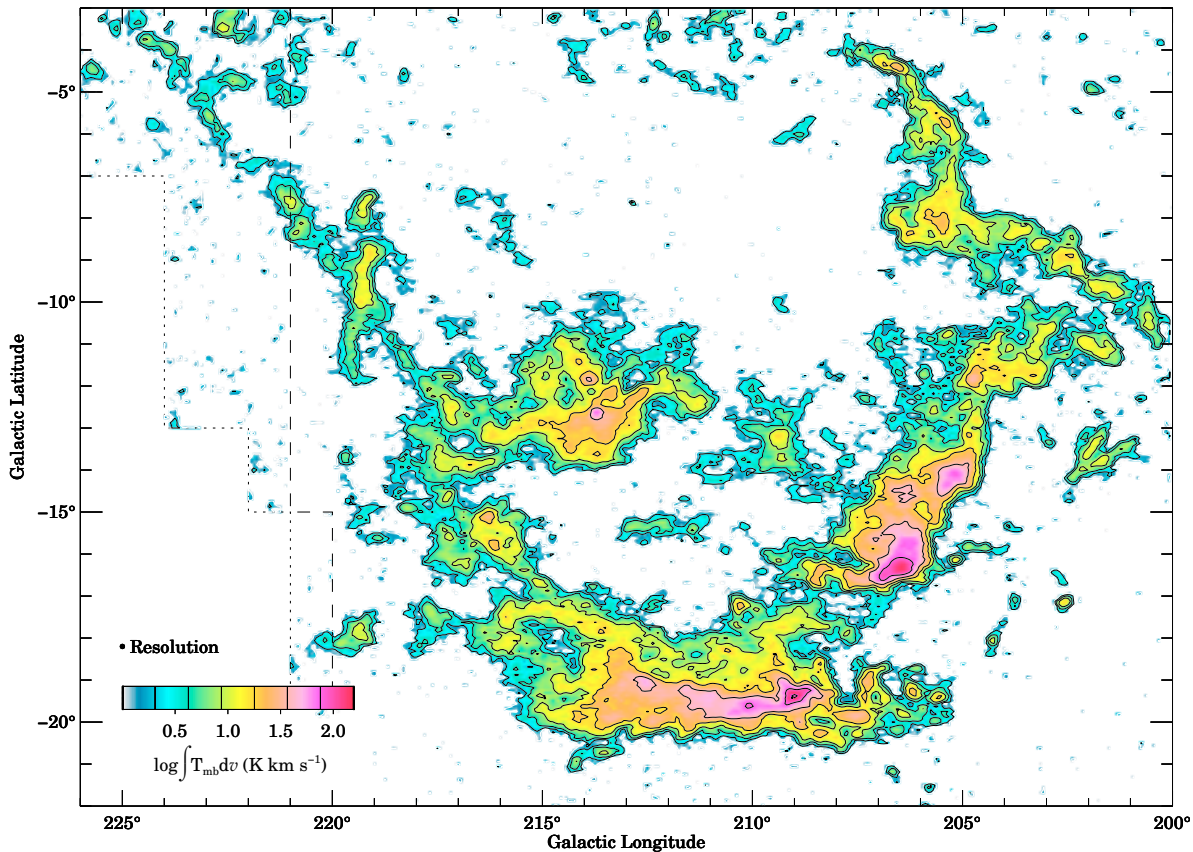 −5°
−10°
−15°
−20°
Galactic Latitude
• Resolution
0.5 1.0 1.5 2.0
log∫T_mb dv (K km s⁻¹)
225° 220° 215° 210° 205° 200°
Galactic Longitude